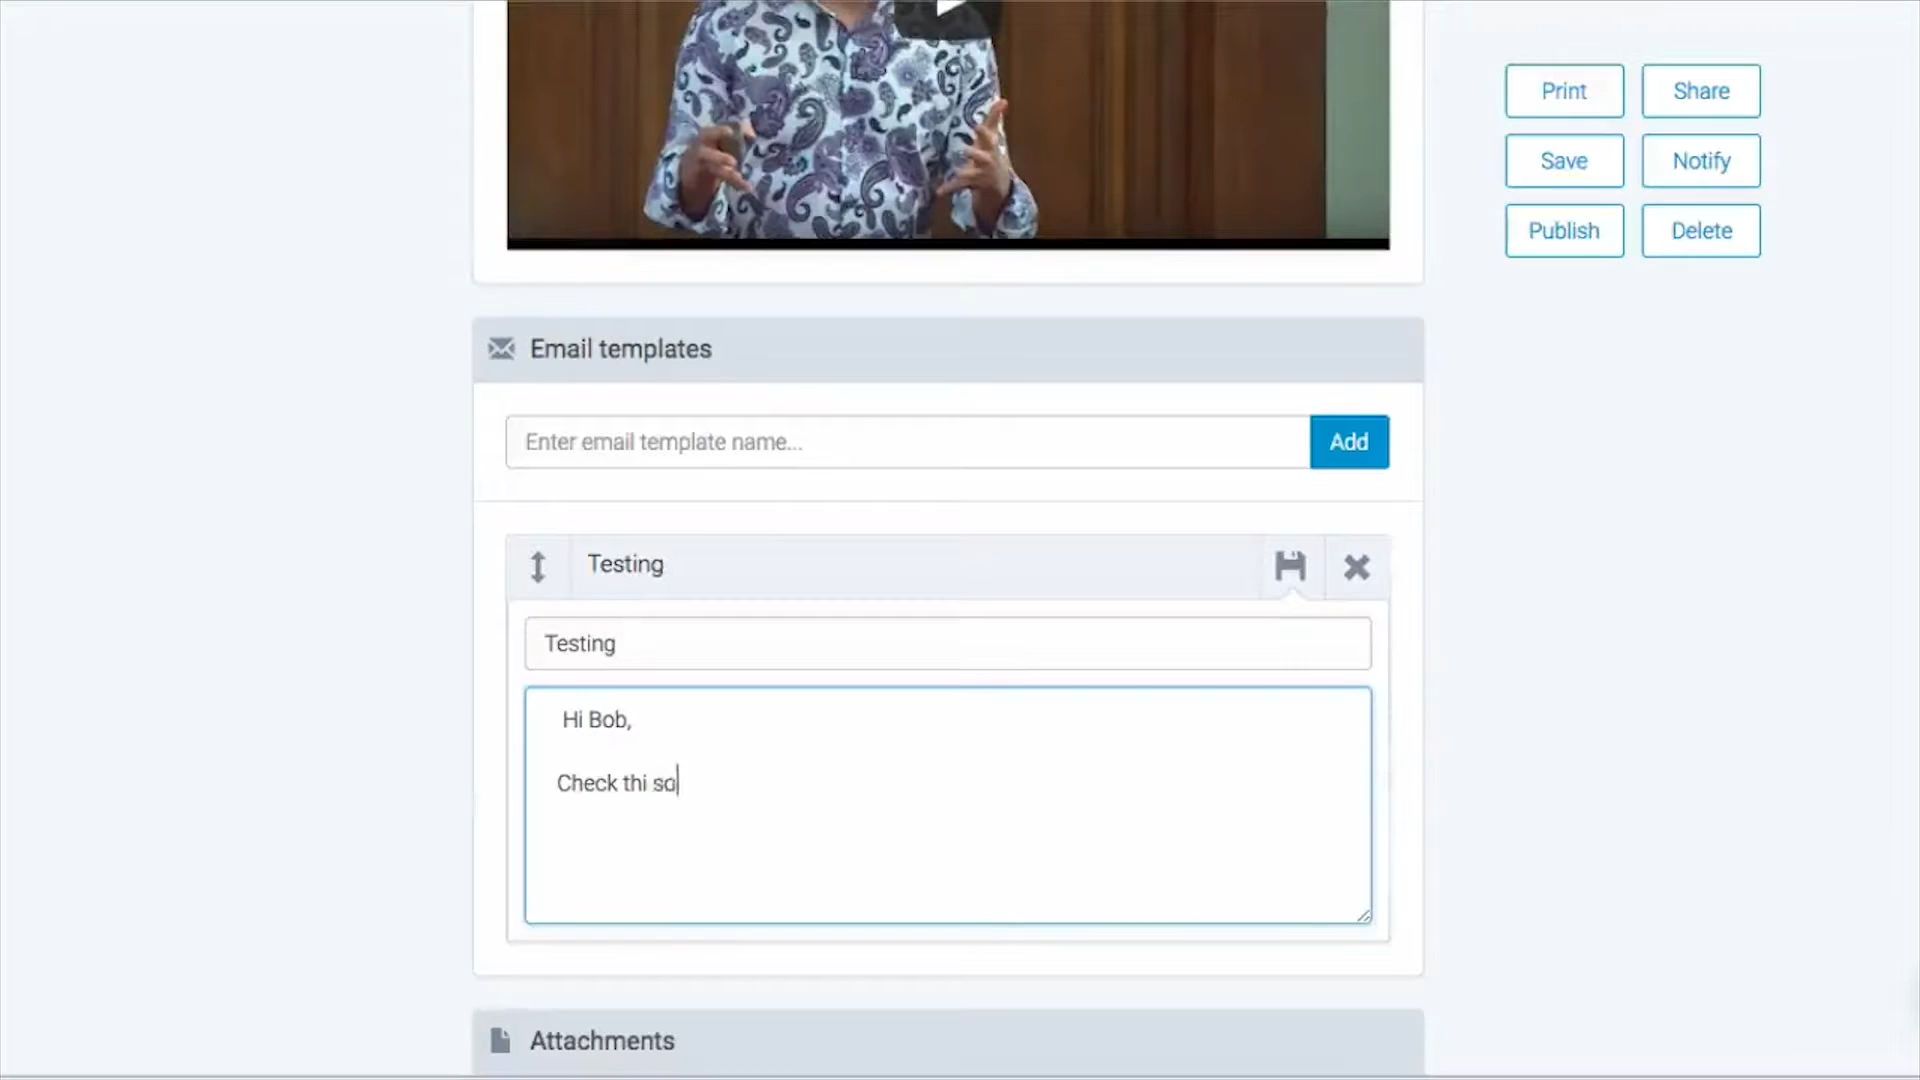 Print
Share
Save
Notify
Publish
Delete
Email templates
Enter email template name...
Add
Testing
Testing
Hi Bob,
Check thi so
Attachments